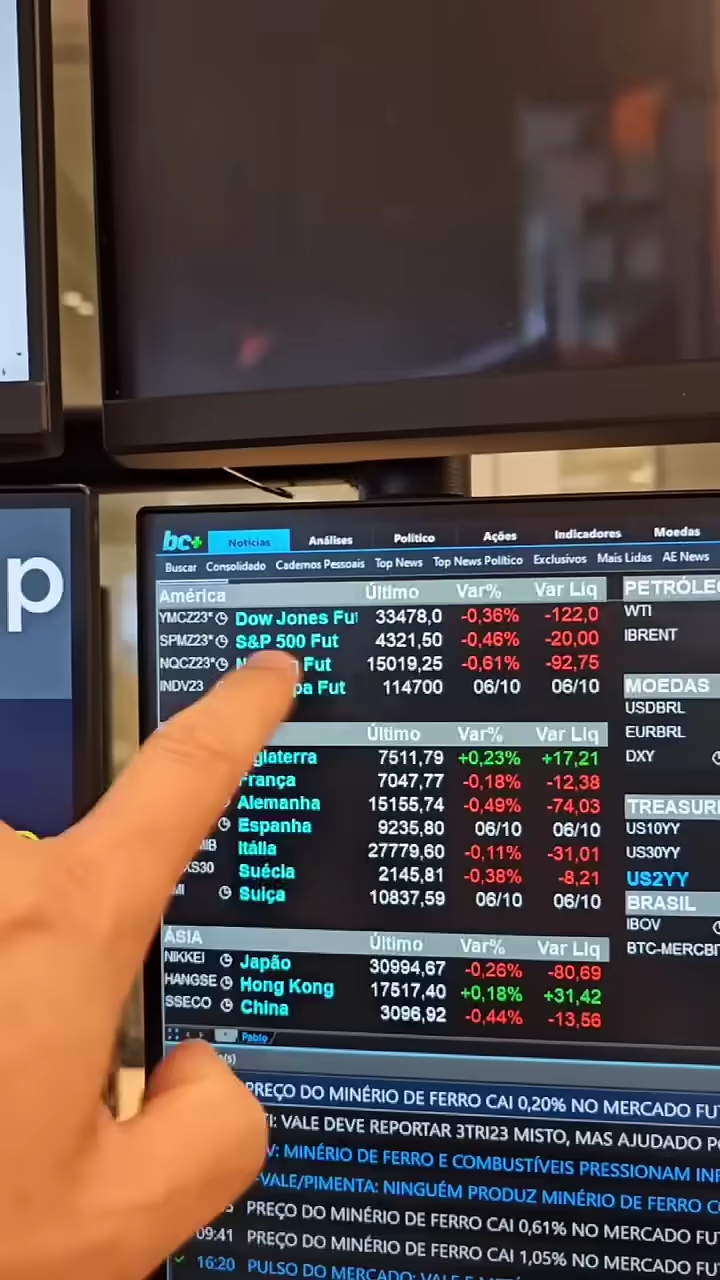 p
bc+ Notícias Análises Político Ações Indicadores Moedas
Buscar Consolidado Cadernos Pessoais Top News Top News Político Exclusivos Mais Lidas AE News
América Último Var% Var Liq
YMCZ23* Dow Jones Fut 33478,0 -0,36% -122,0
SPMZ23* S&P 500 Fut 4321,50 -0,46% -20,00
NQCZ23* Fut 15019,25 -0,61% -92,75
INDV23 pa Fut 114700 06/10 06/10
Último Var% Var Liq
glaterra 7511,79 +0,23% +17,21
França 7047,77 -0,18% -12,38
Alemanha 15155,74 -0,49% -74,03
Espanha 9235,80 06/10 06/10
MIB Itália 27779,60 -0,11% -31,01
XS30 Suécia 2145,81 -0,38% -8,21
MI Suiça 10837,59 06/10 06/10
ÁSIA Último Var% Var Liq
NIKKEI Japão 30994,67 -0,26% -80,69
HANGSE Hong Kong 17517,40 +0,18% +31,42
SSECO China 3096,92 -0,44% -13,56
Pablo
PETRÓLEO
WTI
IBRENT
MOEDAS
USDBRL
EURBRL
DXY
TREASURI
US10YY
US30YY
US2YY
BRASIL
IBOV
BTC-MERCBIT
(s)
PREÇO DO MINÉRIO DE FERRO CAI 0,20% NO MERCADO FU
TI: VALE DEVE REPORTAR 3TRI23 MISTO, MAS AJUDADO PO
V: MINÉRIO DE FERRO E COMBUSTÍVEIS PRESSIONAM INF
-VALE/PIMENTA: NINGUÉM PRODUZ MINÉRIO DE FERRO C
PREÇO DO MINÉRIO DE FERRO CAI 0,61% NO MERCADO FU
09:41 PREÇO DO MINÉRIO DE FERRO CAI 1,05% NO MERCADO
16:20 PULSO DO MERCADO: VALE E